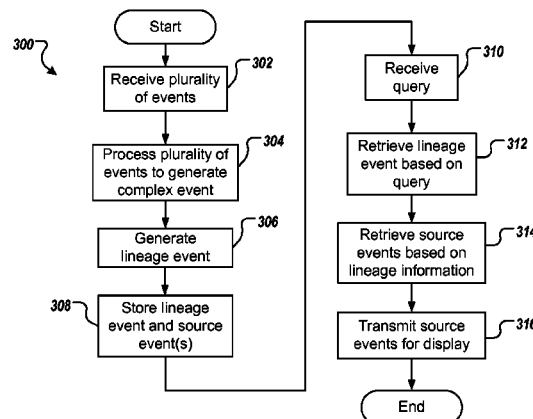 300
Start
302
Receive plurality
of events
304
Process plurality of
events to generate
complex event
306
Generate
lineage event
308
Store lineage
event and source
event(s)
310
Receive
query
312
Retrieve lineage
event based on
query
314
Retrieve source
events based on
lineage information
316
Transmit source
events for display
End